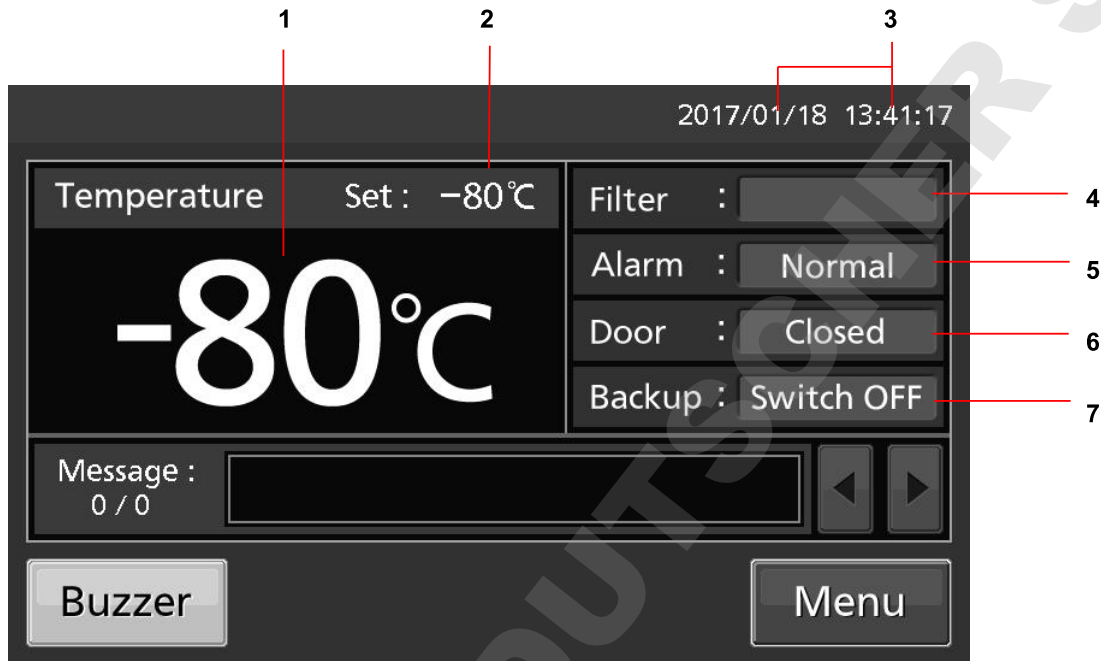 1 2 3
2017/01/18 13:41:17
Temperature Set : −80℃
-80℃
Filter : 4
Alarm : Normal 5
Door : Closed 6
Backup : Switch OFF 7
Message :
0 / 0
Buzzer Menu